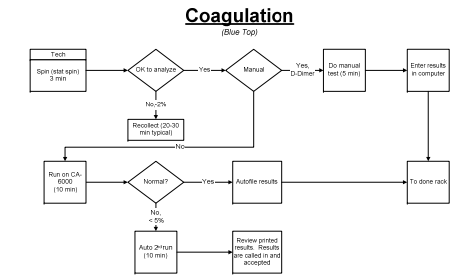 Coagulation
(Blue Top)
Tech
Spin (stat spin)
3 min
OK to analyze
Yes
Manual
Yes,
D-Dimer
Do manual
test (5 min)
Enter results
in computer
No,-2%
Recollect (20-30
min typical)
No
Run on CA-
6000
(10 min)
Normal?
Yes
Autofile results
To done rack
No,
< 5%
Auto 2nd run
(10 min)
Review printed
results. Results
are called in and
accepted